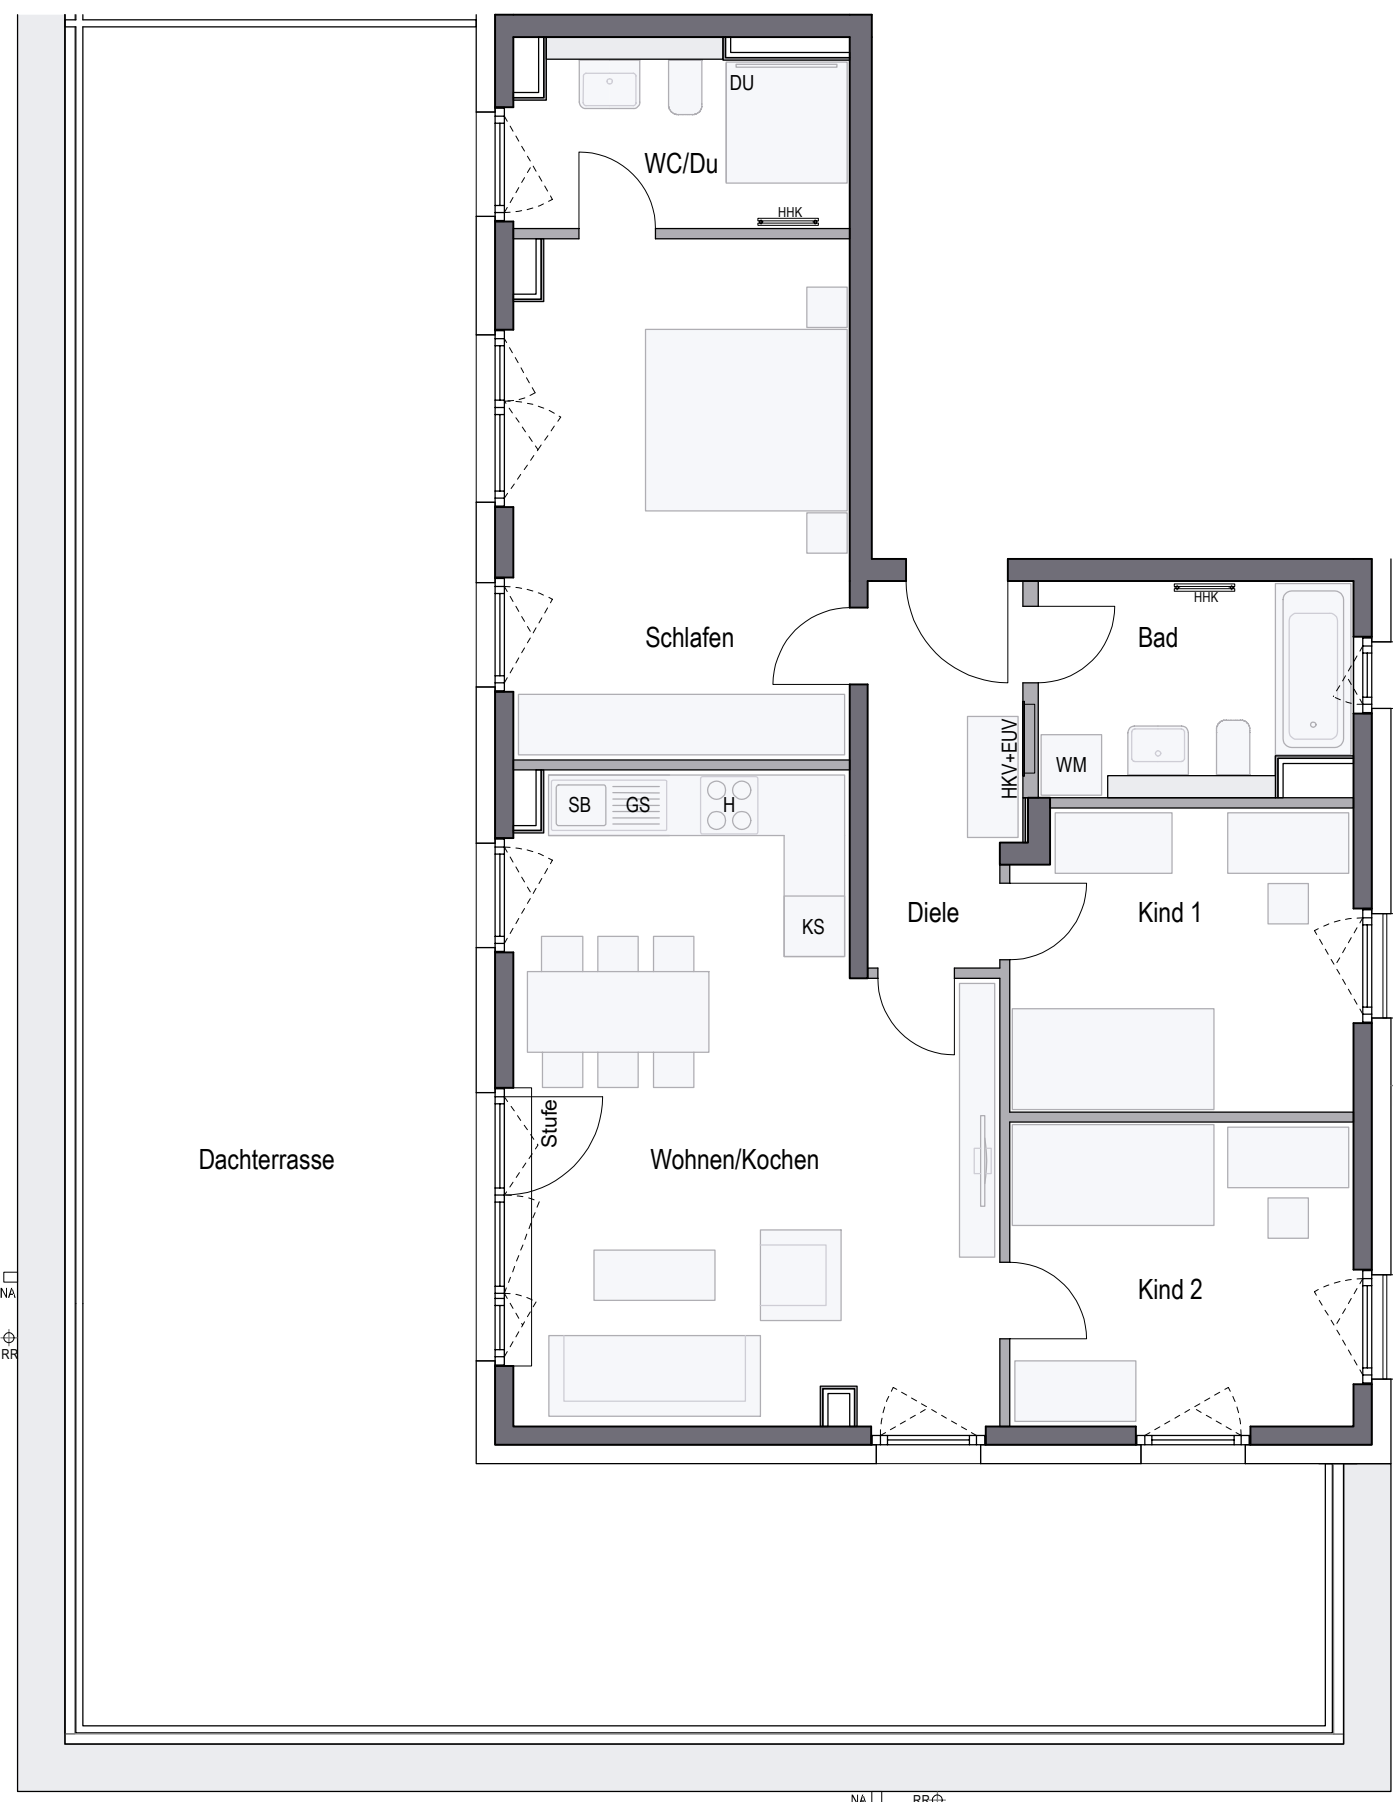 DU
WC/Du
HHK
Schlafen
Bad
HHK
HKV+EUV
WM
SB
GS
H
KS
Diele
Kind 1
Stufe
Dachterrasse
Wohnen/Kochen
Kind 2
NA
RR
NA
RR